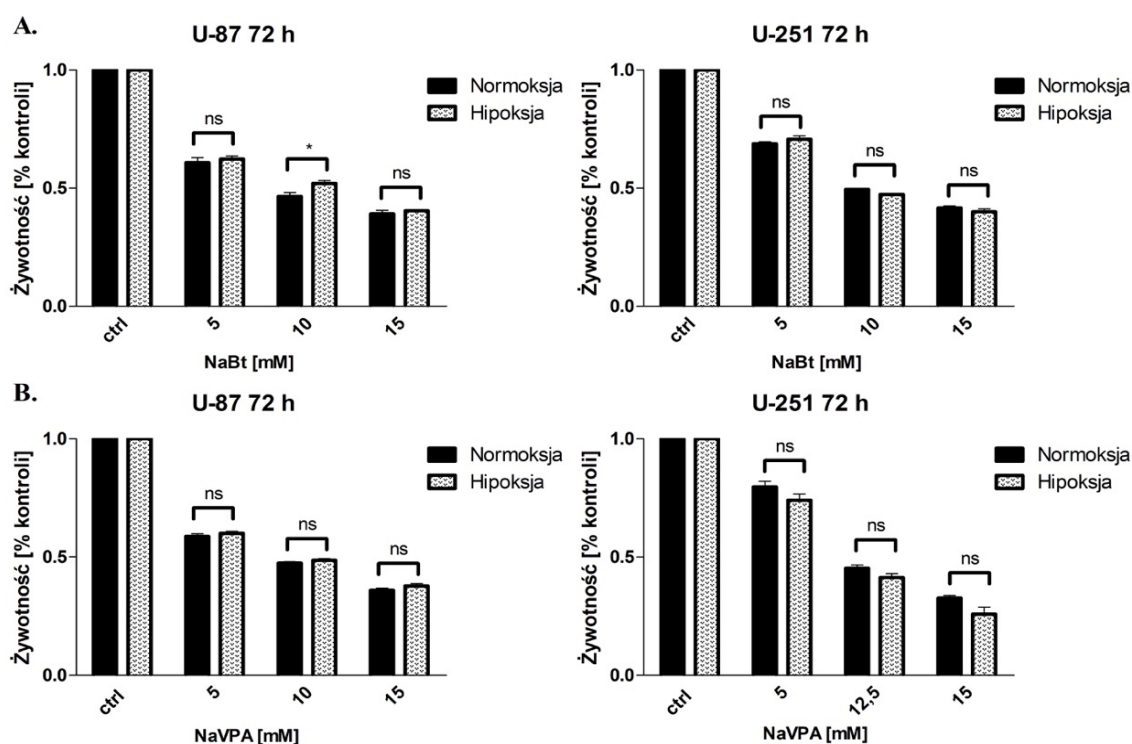 A.
U-87 72 h
Żywotność [% kontroli]
1.0
0.5
0.0
ns
*
ns
Normoksja
Hipoksja
ctrl
5
10
15
NaBt [mM]
U-251 72 h
Żywotność [% kontroli]
1.0
0.5
0.0
ns
ns
ns
Normoksja
Hipoksja
ctrl
5
10
15
NaBt [mM]
B.
U-87 72 h
Żywotność [% kontroli]
1.0
0.5
0.0
ns
ns
ns
Normoksja
Hipoksja
ctrl
5
10
15
NaVPA [mM]
U-251 72 h
Żywotność [% kontroli]
1.0
0.5
0.0
ns
ns
ns
Normoksja
Hipoksja
ctrl
5
12,5
15
NaVPA [mM]